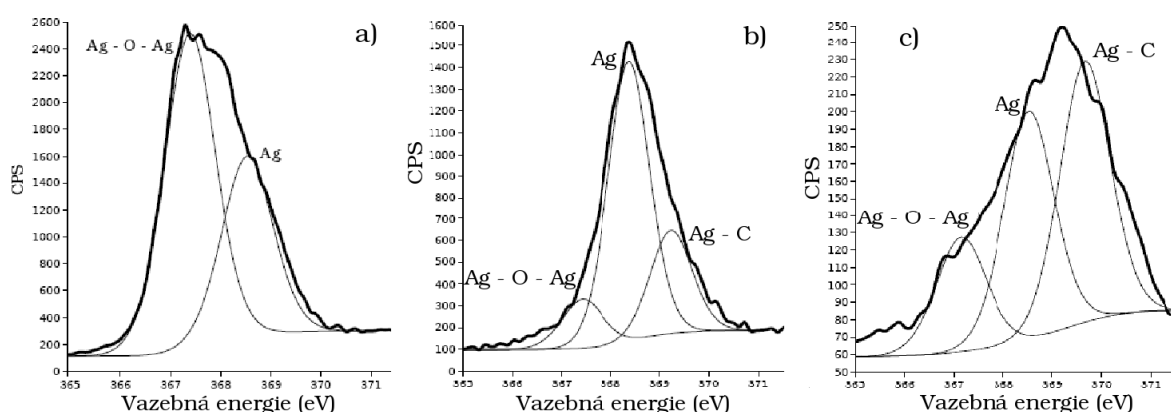 a)
2600
2400
2200
2000
1800
1600
1400
1200
1000
800
600
400
200
0
CPS
Ag - O - Ag
Ag
365 366 367 368 369 370 371
Vazebná energie (eV)
b)
1600
1500
1400
1300
1200
1100
1000
900
800
700
600
500
400
300
200
100
0
CPS
Ag
Ag - C
Ag - O - Ag
365 366 367 368 369 370 371
Vazebná energie (eV)
c)
250
240
230
220
210
200
190
180
170
160
150
140
130
120
110
100
90
80
70
60
50
CPS
Ag - C
Ag
Ag - O - Ag
365 366 367 368 369 370 371
Vazebná energie (eV)